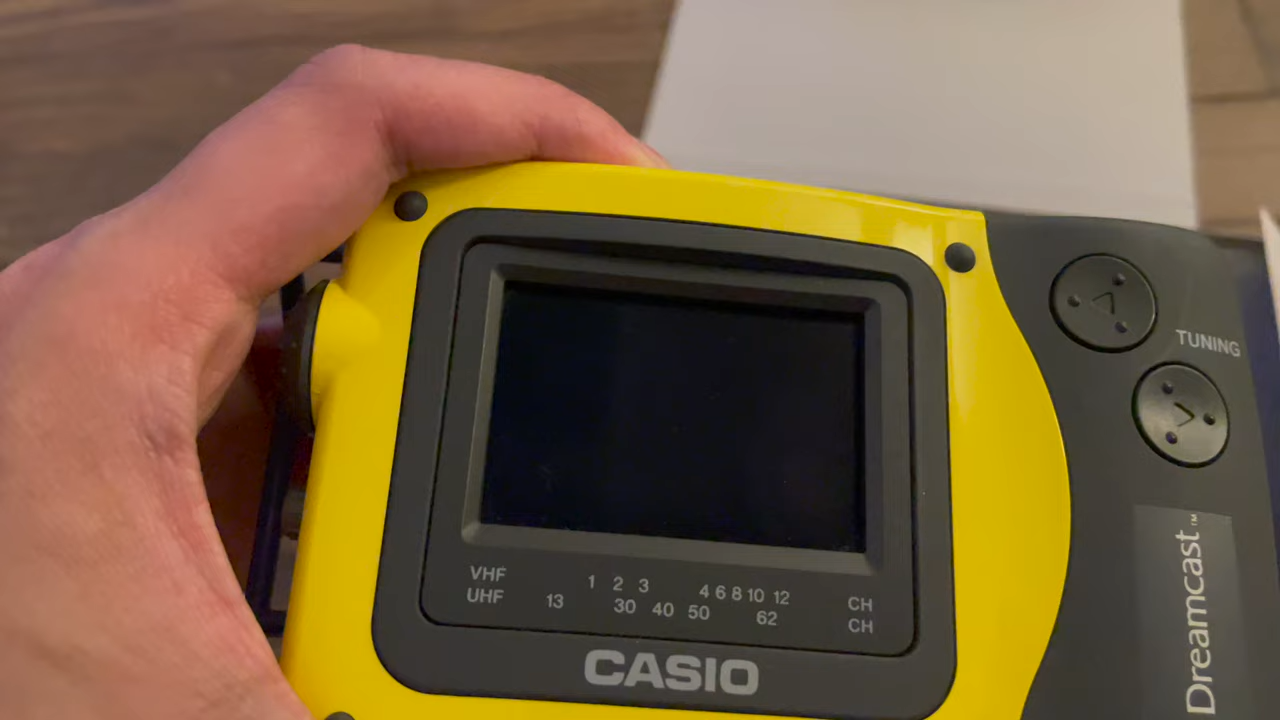 TUNING
VHF 1 2 3 4 6 8 10 12 CH
UHF 13 30 40 50 62 CH
CASIO
Dreamcast™